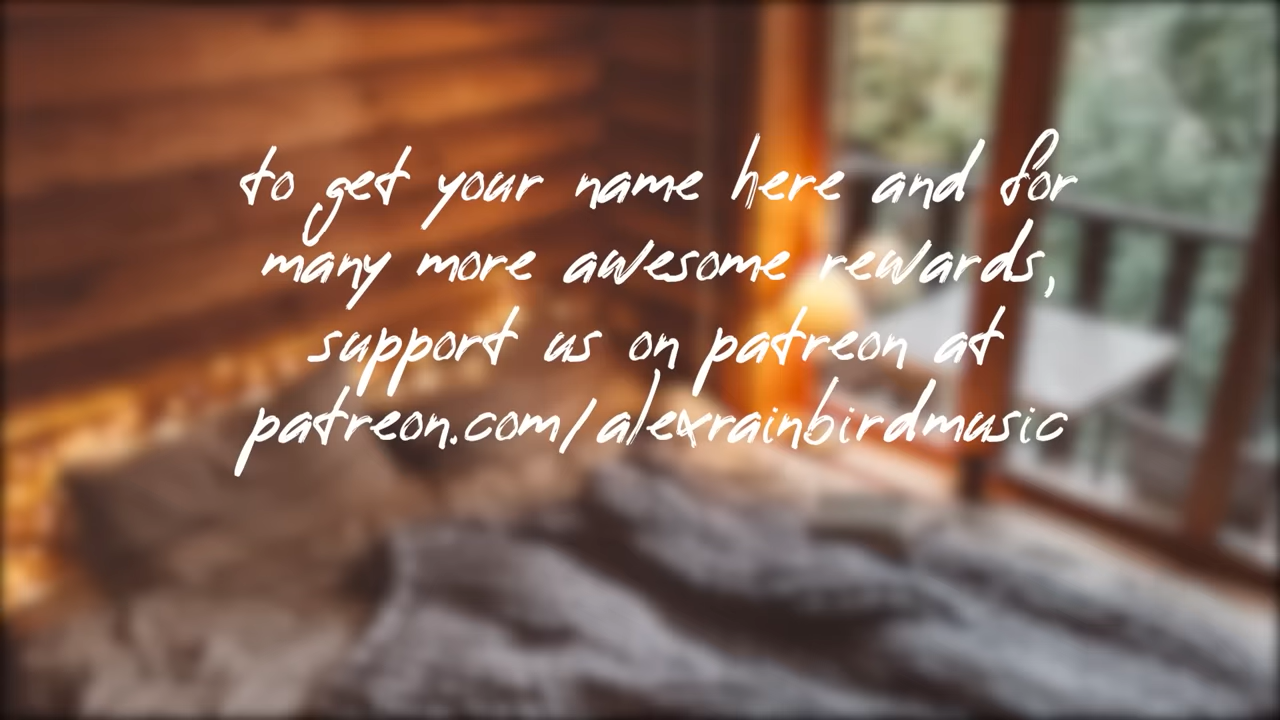 to get your name here and for
many more awesome rewards,
support us on patreon at
patreon.com/alexrainbirdmusic